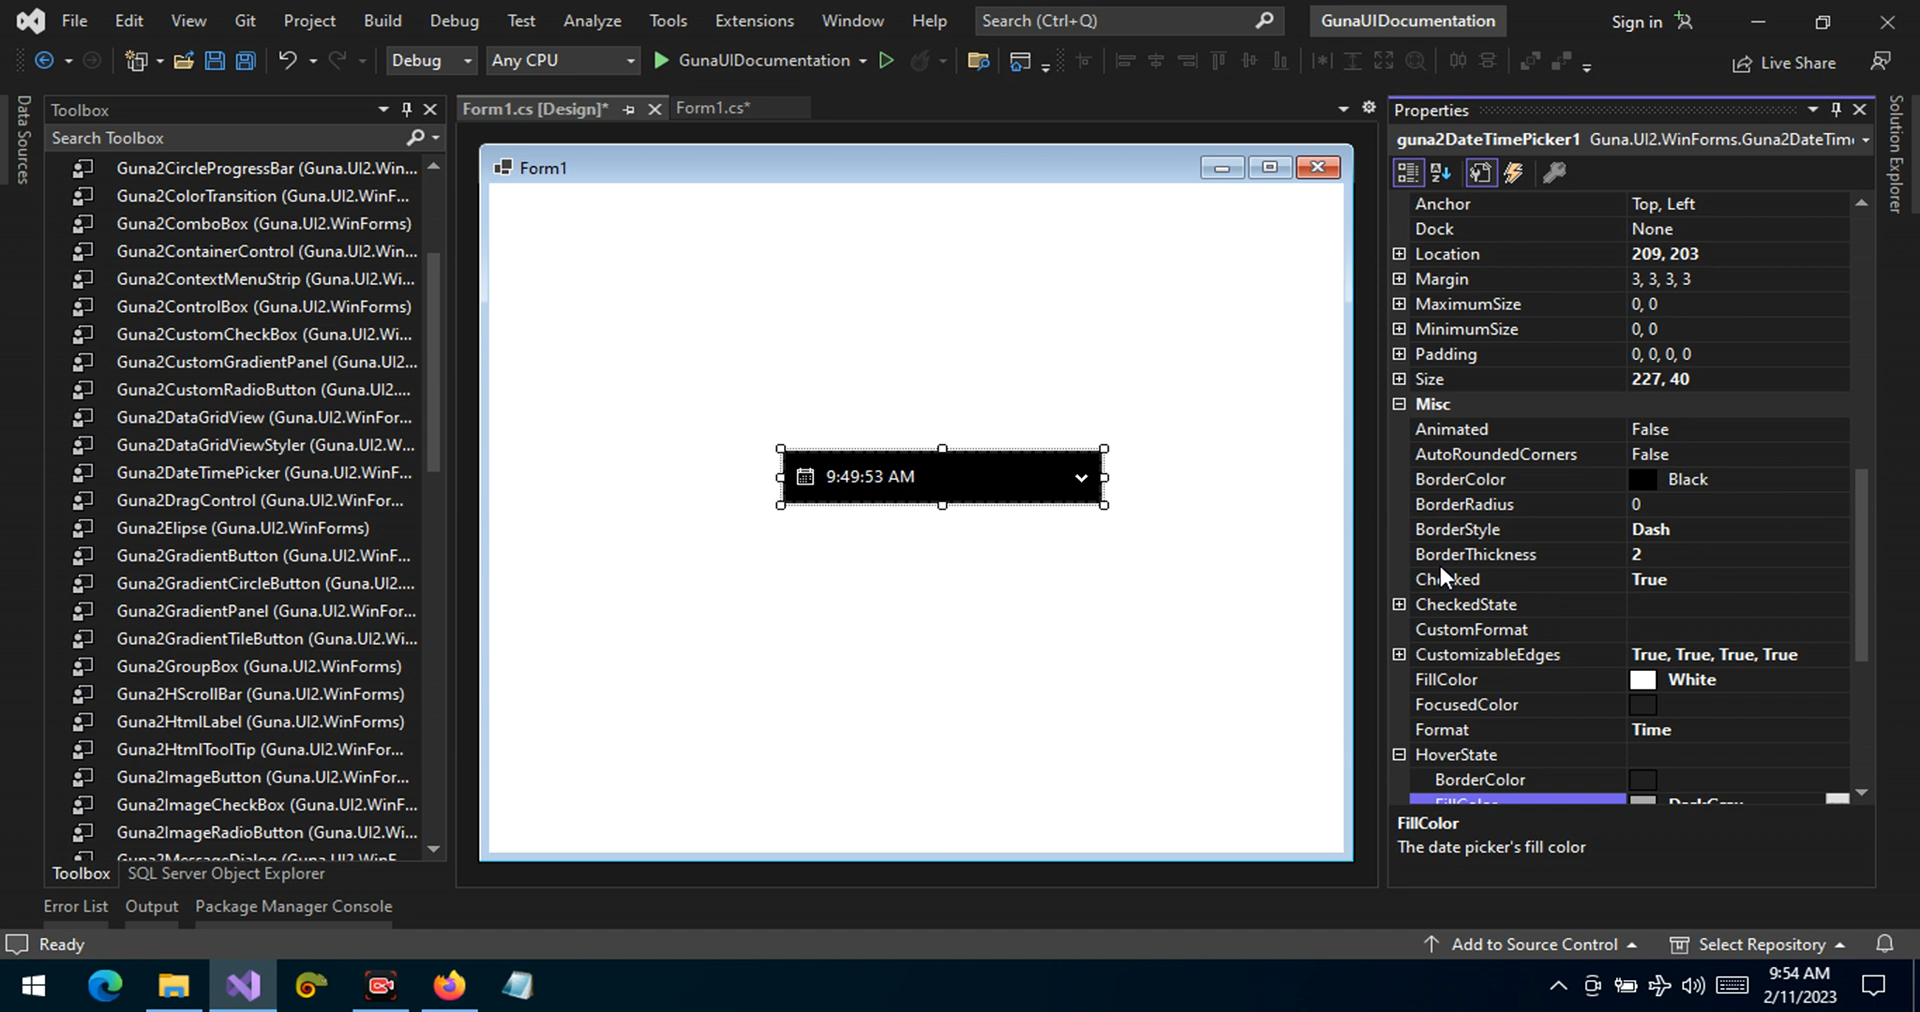 File Edit View Git Project Build Debug Test Analyze Tools Extensions Window Help Search (Ctrl+Q) GunaUIDocumentation Sign in
Debug Any CPU GunaUIDocumentation Live Share
Data Sources
Toolbox
Search Toolbox
Guna2CircleProgressBar (Guna.UI2.Win...
Guna2ColorTransition (Guna.UI2.WinF...
Guna2ComboBox (Guna.UI2.WinForms)
Guna2ContainerControl (Guna.UI2.Win...
Guna2ContextMenuStrip (Guna.UI2.Wi...
Guna2ControlBox (Guna.UI2.WinForms)
Guna2CustomCheckBox (Guna.UI2.Wi...
Guna2CustomGradientPanel (Guna.UI2...
Guna2CustomRadioButton (Guna.UI2....
Guna2DataGridView (Guna.UI2.WinFor...
Guna2DataGridViewStyler (Guna.UI2.W...
Guna2DateTimePicker (Guna.UI2.WinF...
Guna2DragControl (Guna.UI2.WinFor...
Guna2Elipse (Guna.UI2.WinForms)
Guna2GradientButton (Guna.UI2.WinF...
Guna2GradientCircleButton (Guna.UI2....
Guna2GradientPanel (Guna.UI2.WinFor...
Guna2GradientTileButton (Guna.UI2.Wi...
Guna2GroupBox (Guna.UI2.WinForms)
Guna2HScrollBar (Guna.UI2.WinForms)
Guna2HtmlLabel (Guna.UI2.WinForms)
Guna2HtmlToolTip (Guna.UI2.WinFor...
Guna2ImageButton (Guna.UI2.WinFor...
Guna2ImageCheckBox (Guna.UI2.WinF...
Guna2ImageRadioButton (Guna.UI2.Wi...
Guna2MessageDialog (Guna.UI2.WinF...
Toolbox SQL Server Object Explorer
Error List Output Package Manager Console
Form1.cs [Design]* Form1.cs*
Form1
9:49:53 AM
Properties
guna2DateTimePicker1 Guna.UI2.WinForms.Guna2DateTim
Anchor Top, Left
Dock None
Location 209, 203
Margin 3, 3, 3, 3
MaximumSize 0, 0
MinimumSize 0, 0
Padding 0, 0, 0, 0
Size 227, 40
Misc
Animated False
AutoRoundedCorners False
BorderColor Black
BorderRadius 0
BorderStyle Dash
BorderThickness 2
Checked True
CheckedState
CustomFormat
CustomizableEdges True, True, True, True
FillColor White
FocusedColor
Format Time
HoverState
BorderColor
FillColor DarkGray
FillColor
The date picker's fill color
Solution Explorer
Ready Add to Source Control Select Repository
9:54 AM
2/11/2023